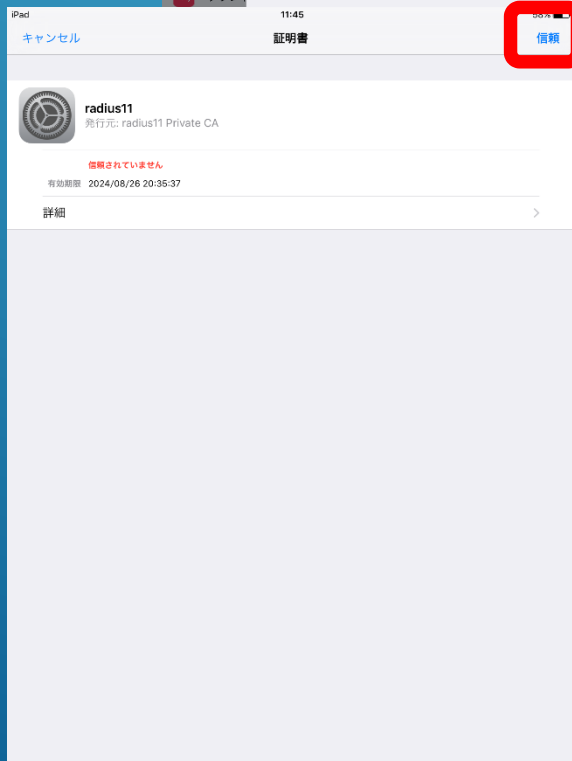 iPad 11:45 58%
キャンセル 証明書 信頼
radius11
発行元: radius11 Private CA
信頼されていません
有効期限 2024/08/26 20:35:37
詳細